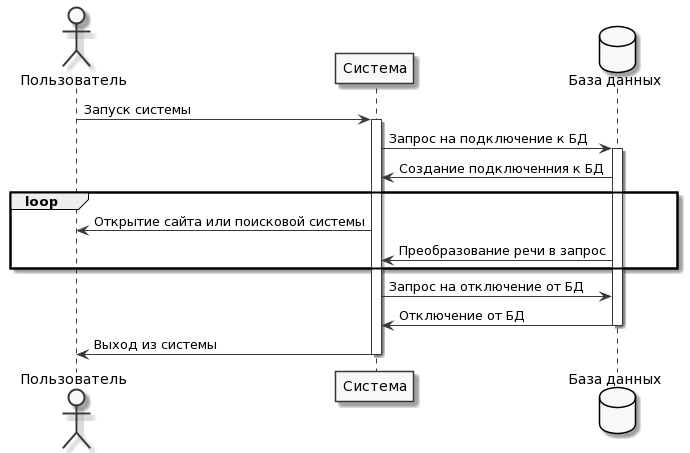 Пользователь
Система
База данных
Запуск системы
Запрос на подключение к БД
Создание подключенния к БД
loop
Открытие сайта или поисковой системы
Преобразование речи в запрос
Запрос на отключение от БД
Отключение от БД
Выход из системы
Пользователь
Система
База данных